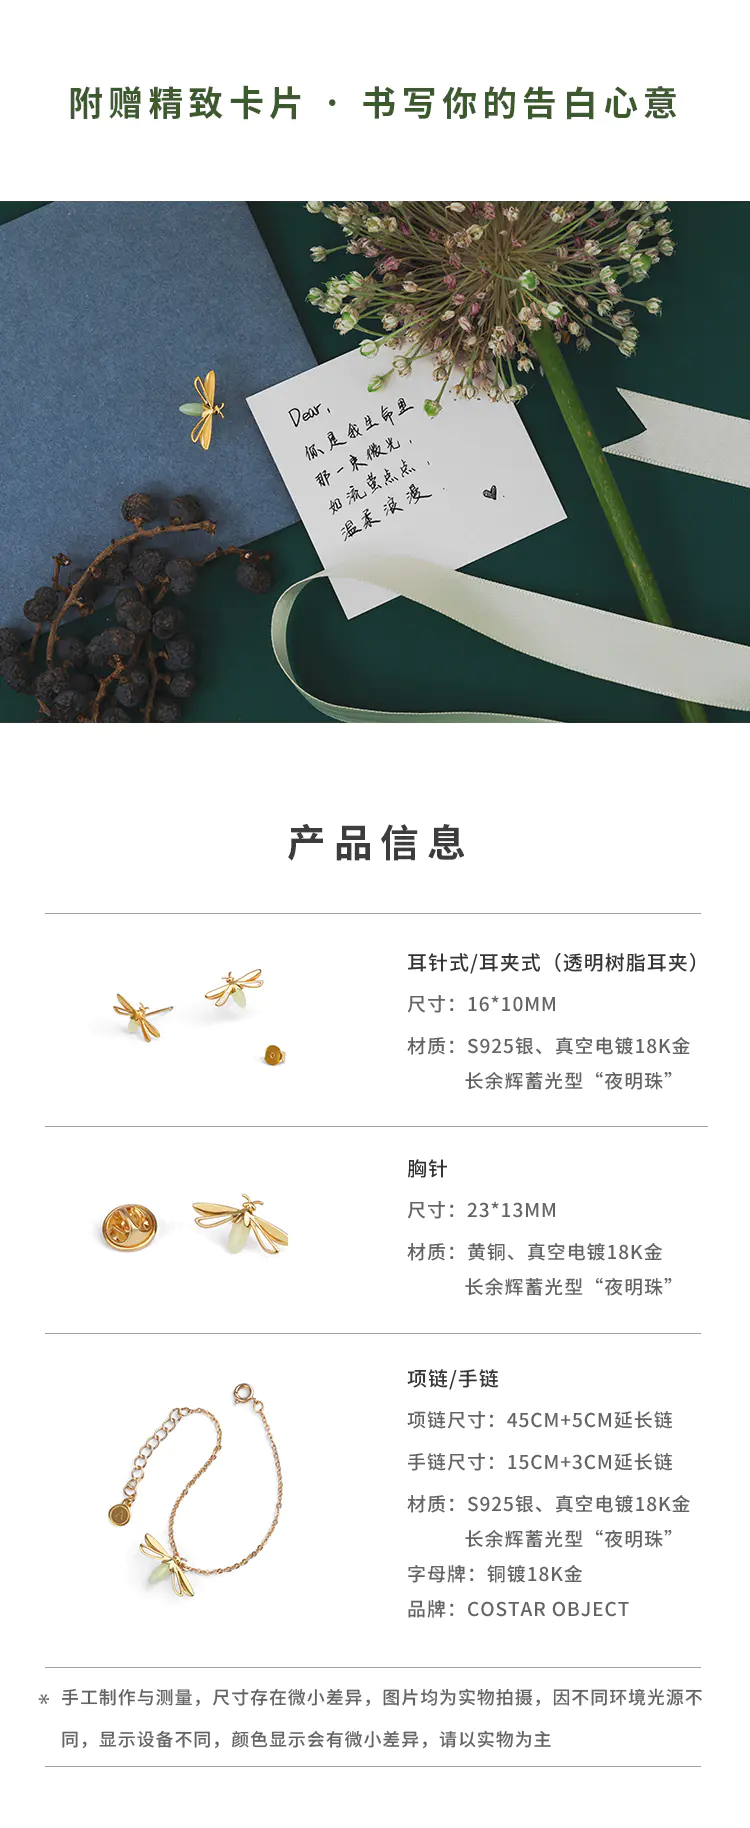 附赠精致卡片 · 书写你的告白心意
Dear,
你是我生命里
那一束微光，
如流萤点点，
温柔浪漫.
产品信息
耳针式/耳夹式（透明树脂耳夹）
尺寸：16*10MM
材质：S925银、真空电镀18K金
长余辉蓄光型“夜明珠”
胸针
尺寸：23*13MM
材质：黄铜、真空电镀18K金
长余辉蓄光型“夜明珠”
项链/手链
项链尺寸：45CM+5CM延长链
手链尺寸：15CM+3CM延长链
材质：S925银、真空电镀18K金
长余辉蓄光型“夜明珠”
字母牌：铜镀18K金
品牌：COSTAR OBJECT
* 手工制作与测量，尺寸存在微小差异，图片均为实物拍摄，因不同环境光源不
同，显示设备不同，颜色显示会有微小差异，请以实物为主